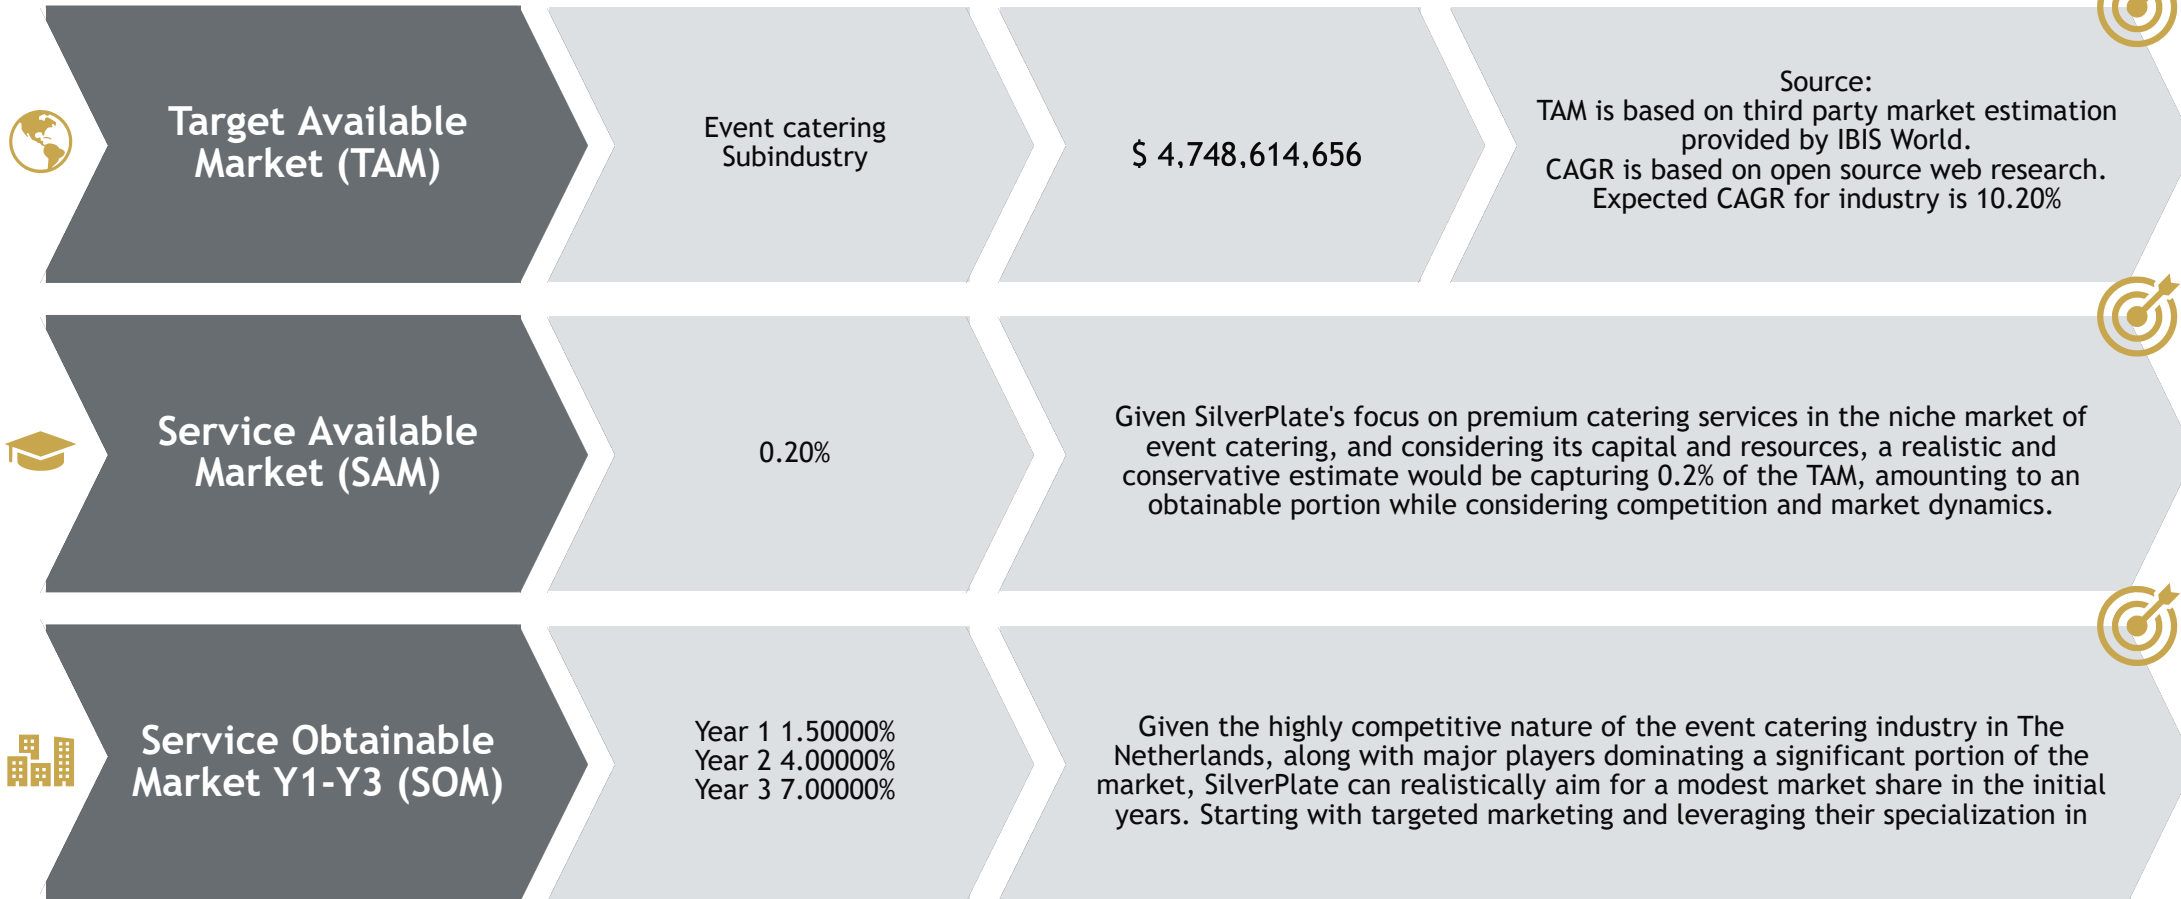 Target Available
Market (TAM)
Event catering
Subindustry
$ 4,748,614,656
Source:
TAM is based on third party market estimation
provided by IBIS World.
CAGR is based on open source web research.
Expected CAGR for industry is 10.20%
Service Available
Market (SAM)
0.20%
Given SilverPlate's focus on premium catering services in the niche market of
event catering, and considering its capital and resources, a realistic and
conservative estimate would be capturing 0.2% of the TAM, amounting to an
obtainable portion while considering competition and market dynamics.
Service Obtainable
Market Y1-Y3 (SOM)
Year 1 1.50000%
Year 2 4.00000%
Year 3 7.00000%
Given the highly competitive nature of the event catering industry in The
Netherlands, along with major players dominating a significant portion of the
market, SilverPlate can realistically aim for a modest market share in the initial
years. Starting with targeted marketing and leveraging their specialization in